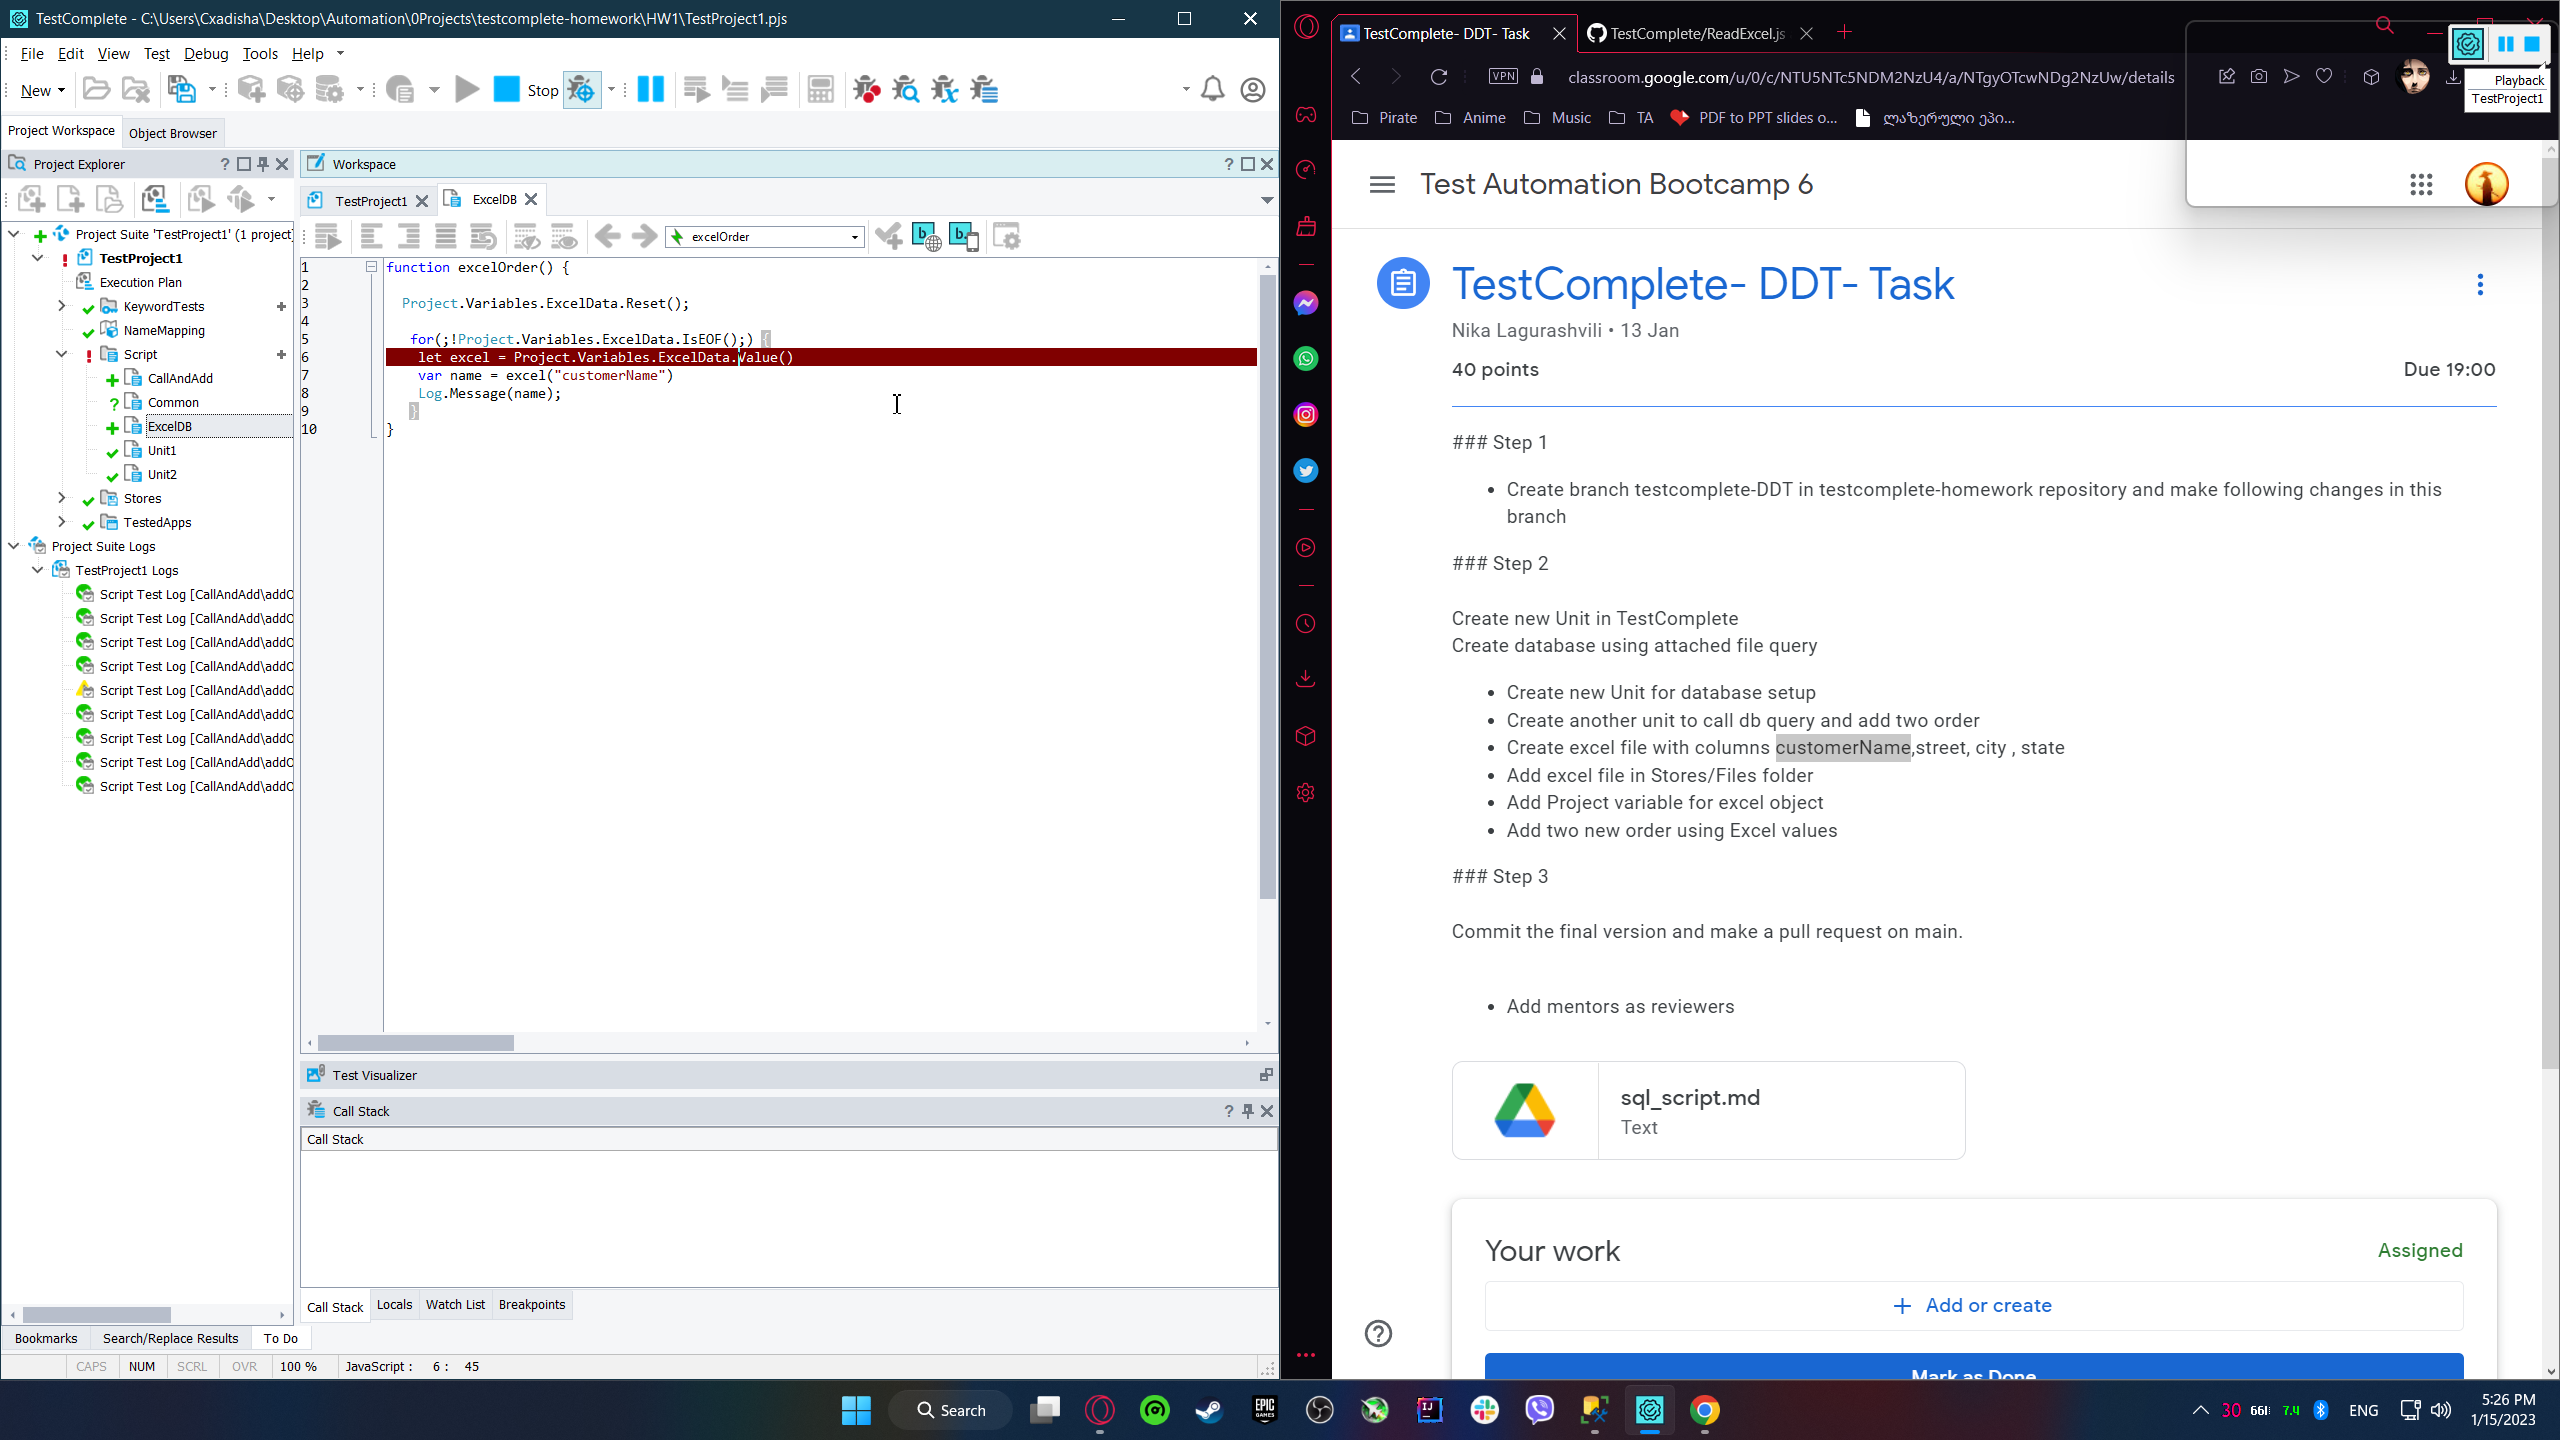 TestComplete - C:\Users\Cxadisha\Desktop\Automation\0Projects\testcomplete-homework\HW1\TestProject1.pjs
File Edit View Test Debug Tools Help
New
Stop
Project Workspace Object Browser
Project Explorer
Project Suite 'TestProject1' (1 project)
TestProject1
Execution Plan
KeywordTests
NameMapping
Script
CallAndAdd
Common
ExcelDB
Unit1
Unit2
Stores
TestedApps
Project Suite Logs
TestProject1 Logs
Script Test Log [CallAndAdd\addO
Script Test Log [CallAndAdd\addO
Script Test Log [CallAndAdd\addO
Script Test Log [CallAndAdd\addO
Script Test Log [CallAndAdd\addO
Script Test Log [CallAndAdd\addO
Script Test Log [CallAndAdd\addO
Script Test Log [CallAndAdd\addO
Script Test Log [CallAndAdd\addO
Workspace
TestProject1 ExcelDB
excelOrder
1 function excelOrder() {
2
3 Project.Variables.ExcelData.Reset();
4
5 for(;!Project.Variables.ExcelData.IsEOF();) {
6 let excel = Project.Variables.ExcelData.Value()
7 var name = excel("customerName")
8 Log.Message(name);
9 }
10 }
Test Visualizer
Call Stack
Call Stack
Call Stack Locals Watch List Breakpoints
Bookmarks Search/Replace Results To Do
CAPS NUM SCRL OVR 100 % JavaScript : 6 : 45
TestComplete- DDT- Task TestComplete/ReadExcel.js
VPN classroom.google.com/u/0/c/NTU5NTc5NDM2NzU4/a/NTgyOTcwNDg2NzUw/details
Playback
TestProject1
Pirate Anime Music TA PDF to PPT slides o... ლაზერული ეპი...
Test Automation Bootcamp 6
TestComplete- DDT- Task
Nika Lagurashvili • 13 Jan
40 points Due 19:00
### Step 1
• Create branch testcomplete-DDT in testcomplete-homework repository and make following changes in this
branch
### Step 2
Create new Unit in TestComplete
Create database using attached file query
• Create new Unit for database setup
• Create another unit to call db query and add two order
• Create excel file with columns customerName,street, city , state
• Add excel file in Stores/Files folder
• Add Project variable for excel object
• Add two new order using Excel values
### Step 3
Commit the final version and make a pull request on main.
• Add mentors as reviewers
sql_script.md
Text
Your work Assigned
+ Add or create
Mark as Done
Search
EPIC GAMES
IJ
30
7.4
ENG
5:26 PM
1/15/2023